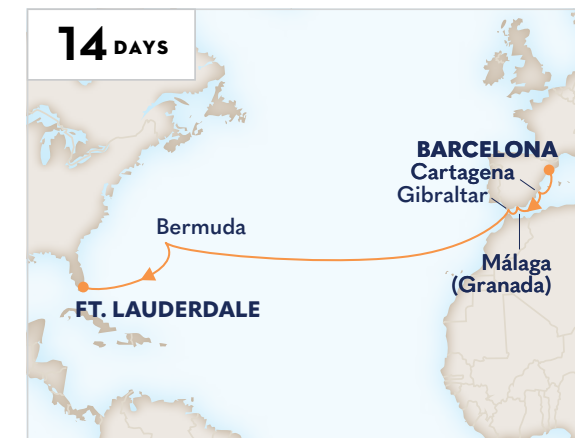 14 DAYS
BARCELONA
Cartagena
Gibraltar
Bermuda
Málaga
(Granada)
FT. LAUDERDALE